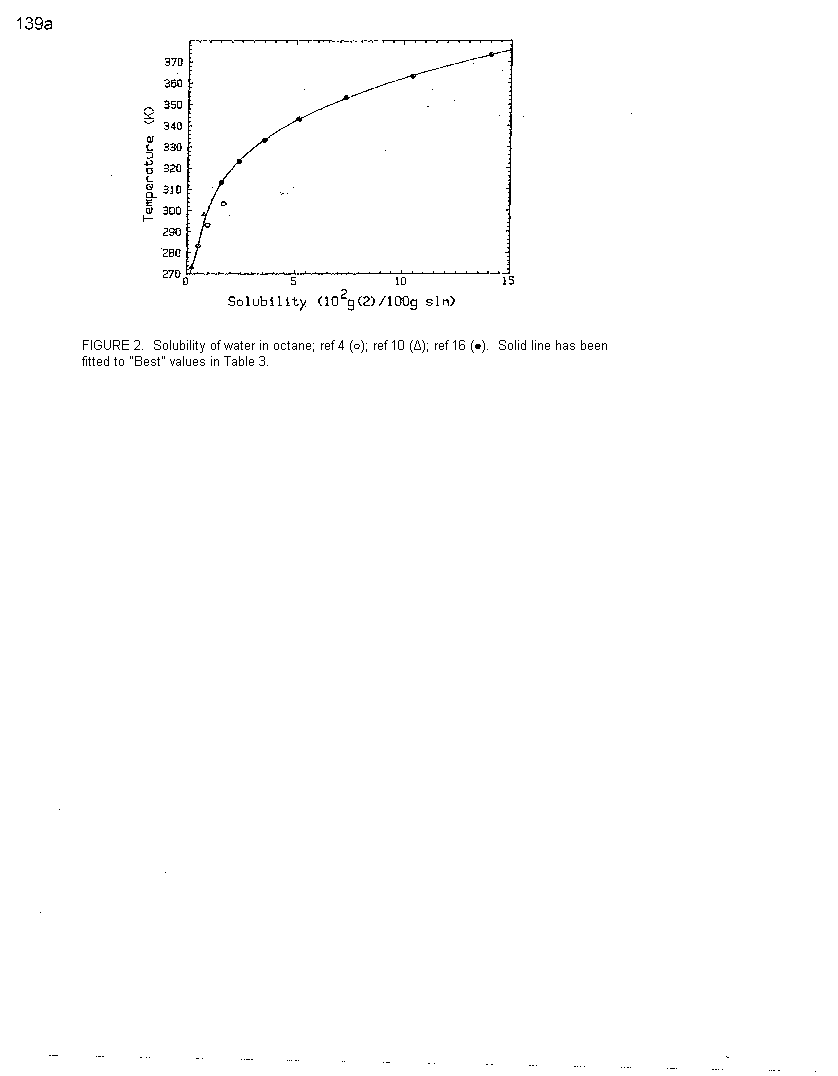 139a
370
360
350
340
330
320
310
300
290
280
270
Temperature (K)
0 5 10 15
Solubility (10²g(2)/100g sln)
FIGURE 2. Solubility of water in octane; ref 4 (o); ref 10 (Δ); ref 16 (•). Solid line has been
fitted to "Best" values in Table 3.